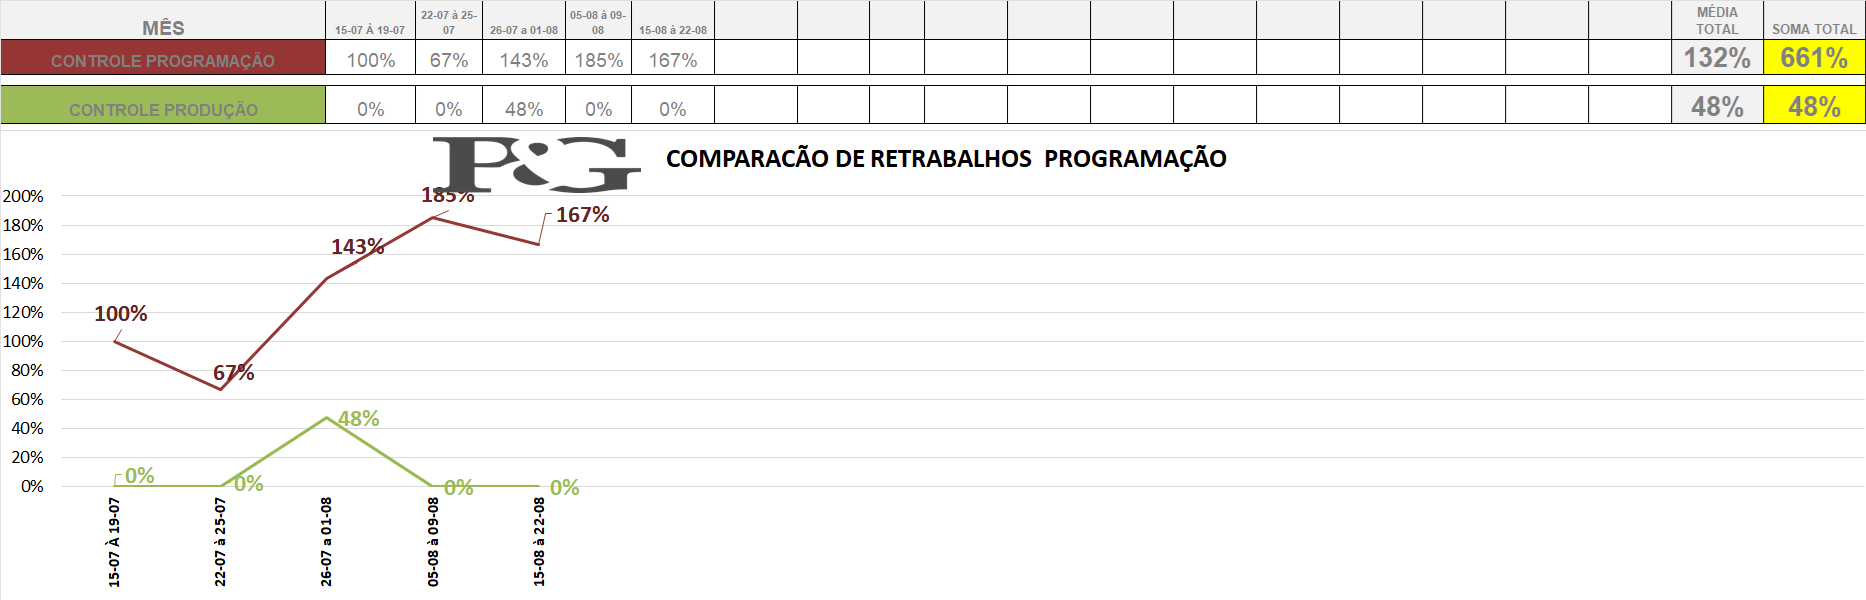 MÊS 15-07 À 19-07 22-07 à 25-07 26-07 a 01-08 05-08 à 09-08 15-08 à 22-08 MÉDIA TOTAL SOMA TOTAL
CONTROLE PROGRAMAÇÃO 100% 67% 143% 185% 167% 132% 661%
CONTROLE PRODUÇÃO 0% 0% 48% 0% 0% 48% 48%
P&G COMPARACÃO DE RETRABALHOS PROGRAMAÇÃO
200%
180%
160%
140%
120%
100%
80%
60%
40%
20%
0%
100%
67%
143%
185%
167%
0%
0%
48%
0%
0%
15-07 À 19-07
22-07 à 25-07
26-07 a 01-08
05-08 à 09-08
15-08 à 22-08